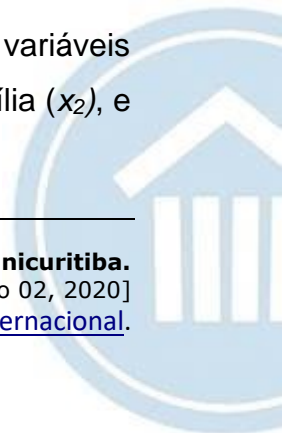 variáveis
ília (x₂), e
nicuritiba.
o 02, 2020]
ernacional.